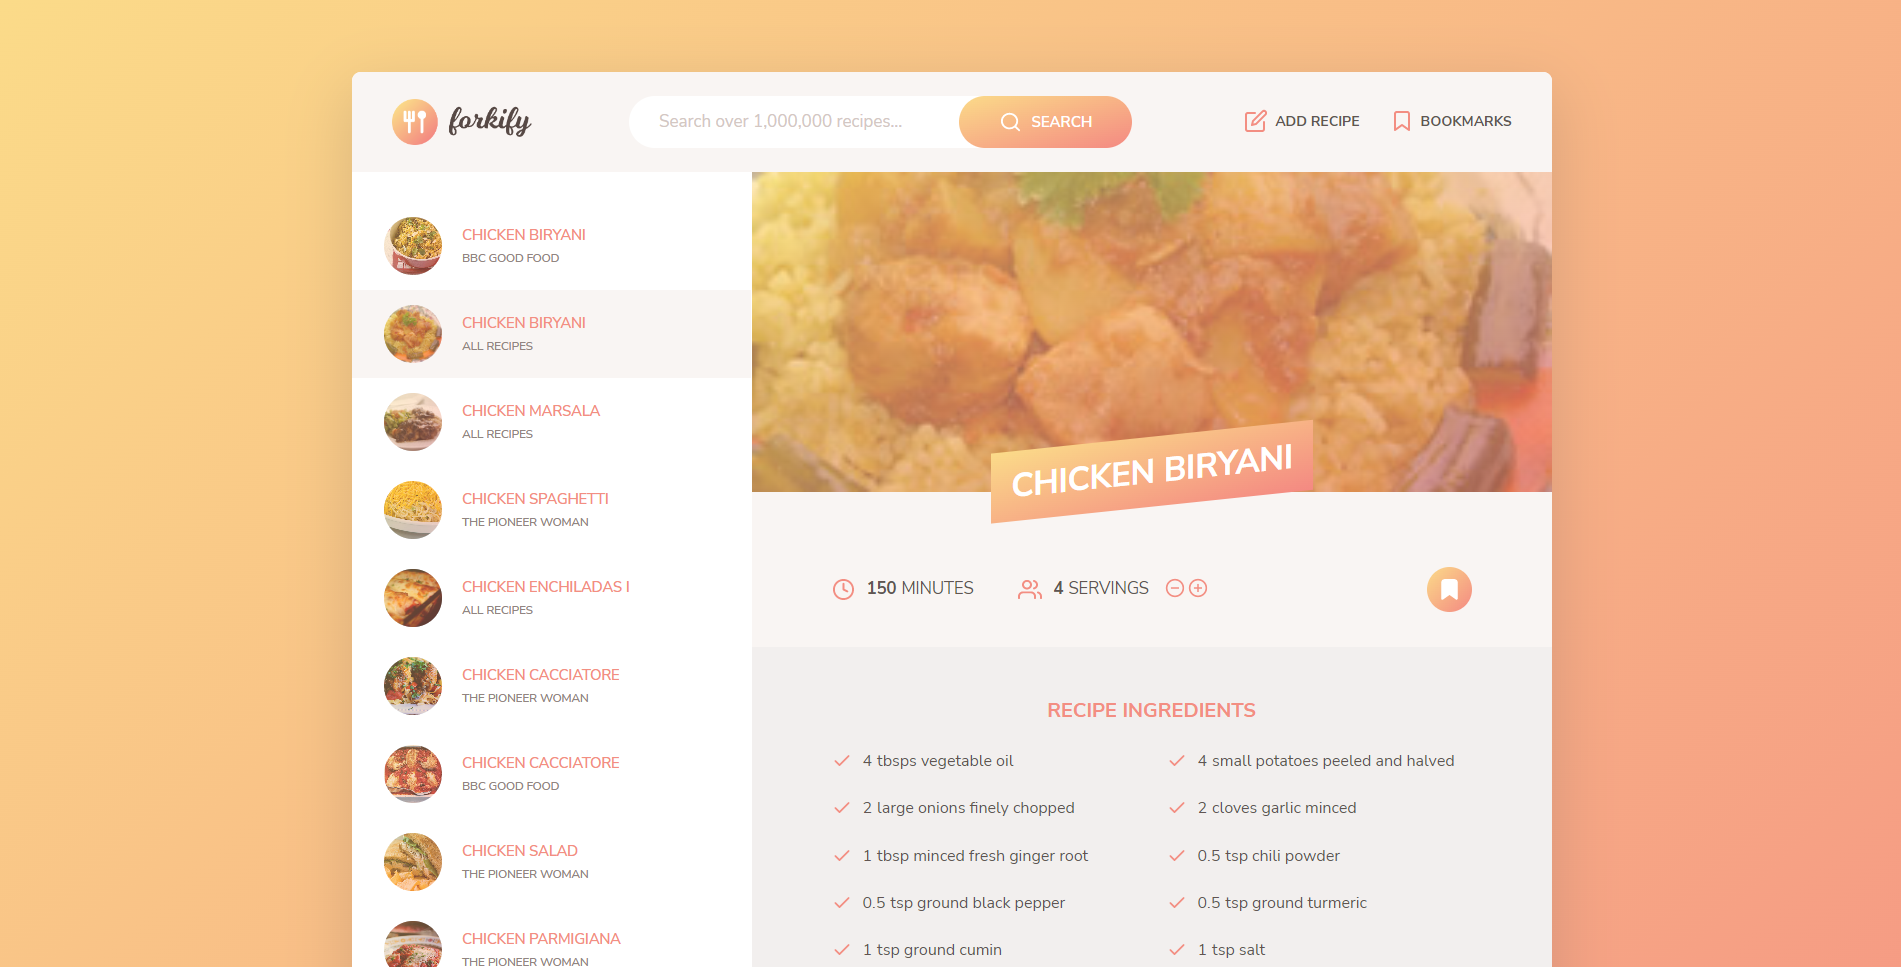 forkify
Search over 1,000,000 recipes...
SEARCH
ADD RECIPE
BOOKMARKS
CHICKEN BIRYANI
BBC GOOD FOOD
CHICKEN BIRYANI
ALL RECIPES
CHICKEN MARSALA
ALL RECIPES
CHICKEN SPAGHETTI
THE PIONEER WOMAN
CHICKEN ENCHILADAS I
ALL RECIPES
CHICKEN CACCIATORE
THE PIONEER WOMAN
CHICKEN CACCIATORE
BBC GOOD FOOD
CHICKEN SALAD
THE PIONEER WOMAN
CHICKEN PARMIGIANA
THE PIONEER WOMAN
CHICKEN BIRYANI
150 MINUTES
4 SERVINGS
RECIPE INGREDIENTS
4 tbsps vegetable oil
4 small potatoes peeled and halved
2 large onions finely chopped
2 cloves garlic minced
1 tbsp minced fresh ginger root
0.5 tsp chili powder
0.5 tsp ground black pepper
0.5 tsp ground turmeric
1 tsp ground cumin
1 tsp salt